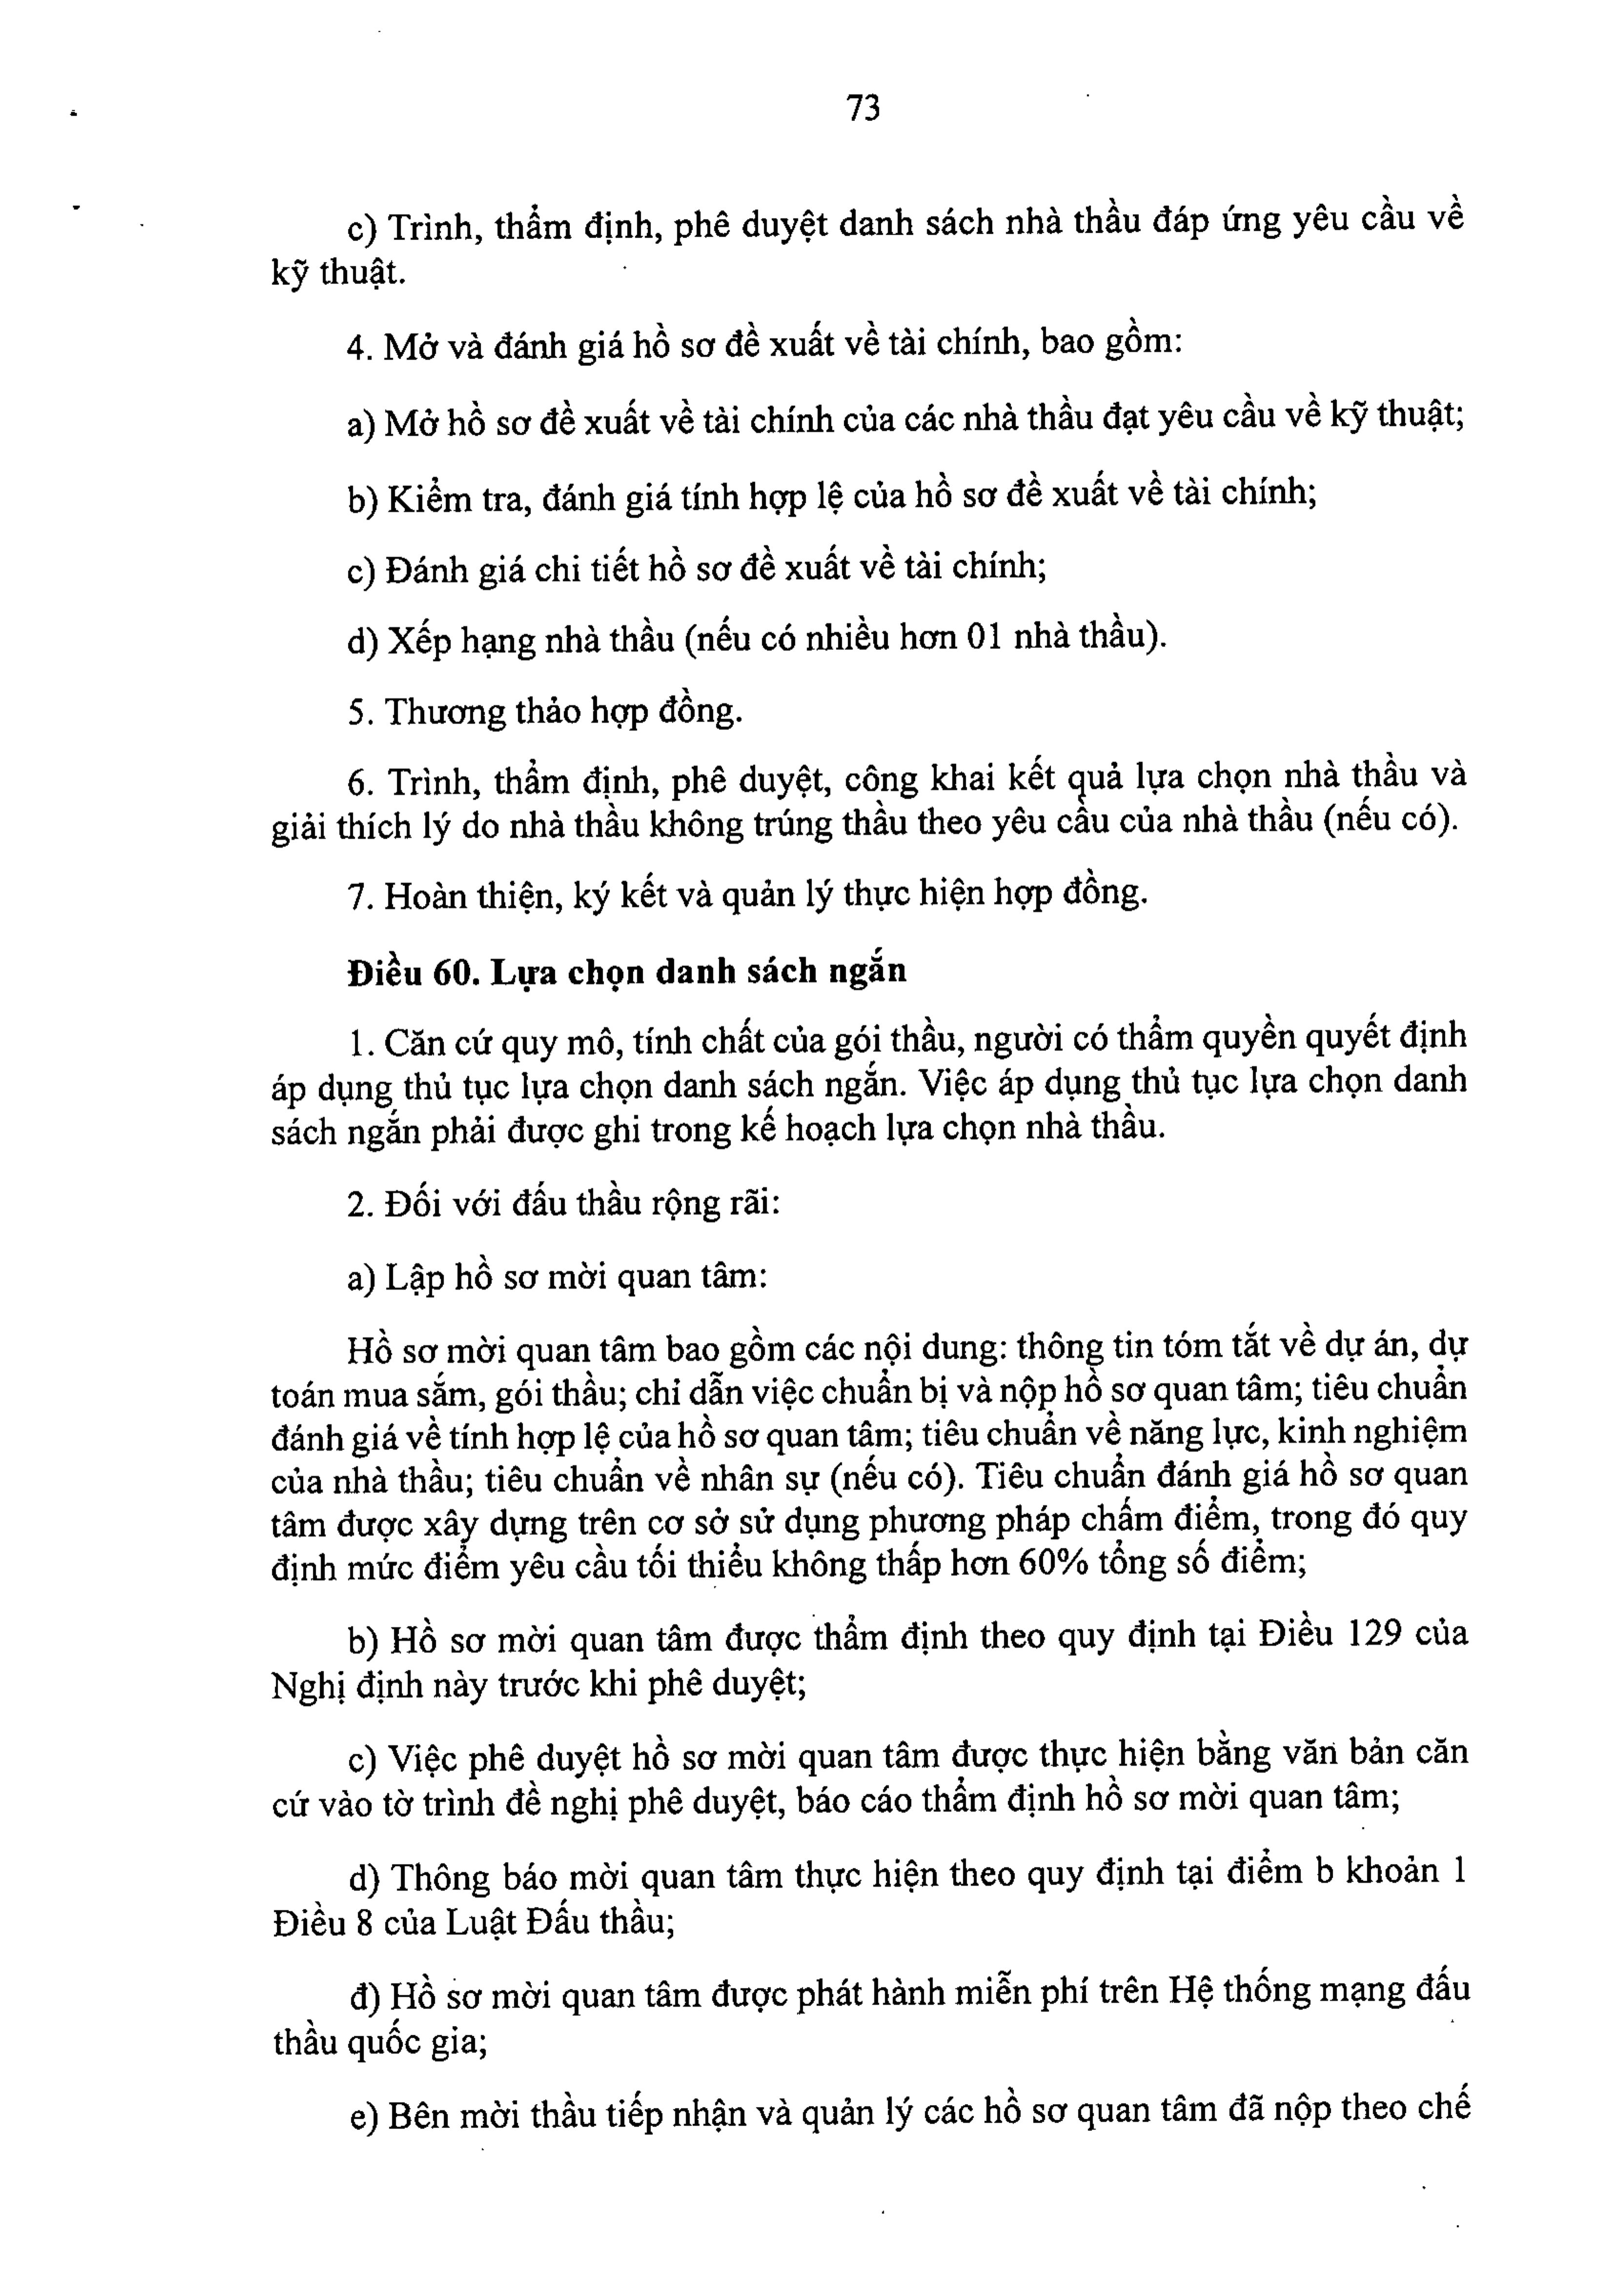 73
c) Trình, thẩm định, phê duyệt danh sách nhà thầu đáp ứng yêu cầu về
kỹ thuật.
4. Mở và đánh giá hồ sơ đề xuất về tài chính, bao gồm:
a) Mở hồ sơ đề xuất về tài chính của các nhà thầu đạt yêu cầu về kỹ thuật;
b) Kiểm tra, đánh giá tính hợp lệ của hồ sơ đề xuất về tài chính;
c) Đánh giá chi tiết hồ sơ đề xuất về tài chính;
d) Xếp hạng nhà thầu (nếu có nhiều hơn 01 nhà thầu).
5. Thương thảo hợp đồng.
6. Trình, thẩm định, phê duyệt, công khai kết quả lựa chọn nhà thầu và
giải thích lý do nhà thầu không trúng thầu theo yêu cầu của nhà thầu (nếu có).
7. Hoàn thiện, ký kết và quản lý thực hiện hợp đồng.
Điều 60. Lựa chọn danh sách ngắn
1. Căn cứ quy mô, tính chất của gói thầu, người có thẩm quyền quyết định
áp dụng thủ tục lựa chọn danh sách ngắn. Việc áp dụng thủ tục lựa chọn danh
sách ngắn phải được ghi trong kế hoạch lựa chọn nhà thầu.
2. Đối với đấu thầu rộng rãi:
a) Lập hồ sơ mời quan tâm:
Hồ sơ mời quan tâm bao gồm các nội dung: thông tin tóm tắt về dự án, dự
toán mua sắm, gói thầu; chỉ dẫn việc chuẩn bị và nộp hồ sơ quan tâm; tiêu chuẩn
đánh giá về tính hợp lệ của hồ sơ quan tâm; tiêu chuẩn về năng lực, kinh nghiệm
của nhà thầu; tiêu chuẩn về nhân sự (nếu có). Tiêu chuẩn đánh giá hồ sơ quan
tâm được xây dựng trên cơ sở sử dụng phương pháp chấm điểm, trong đó quy
định mức điểm yêu cầu tối thiểu không thấp hơn 60% tổng số điểm;
b) Hồ sơ mời quan tâm được thẩm định theo quy định tại Điều 129 của
Nghị định này trước khi phê duyệt;
c) Việc phê duyệt hồ sơ mời quan tâm được thực hiện bằng văn bản căn
cứ vào tờ trình đề nghị phê duyệt, báo cáo thẩm định hồ sơ mời quan tâm;
d) Thông báo mời quan tâm thực hiện theo quy định tại điểm b khoản 1
Điều 8 của Luật Đấu thầu;
đ) Hồ sơ mời quan tâm được phát hành miễn phí trên Hệ thống mạng đấu
thầu quốc gia;
e) Bên mời thầu tiếp nhận và quản lý các hồ sơ quan tâm đã nộp theo chế